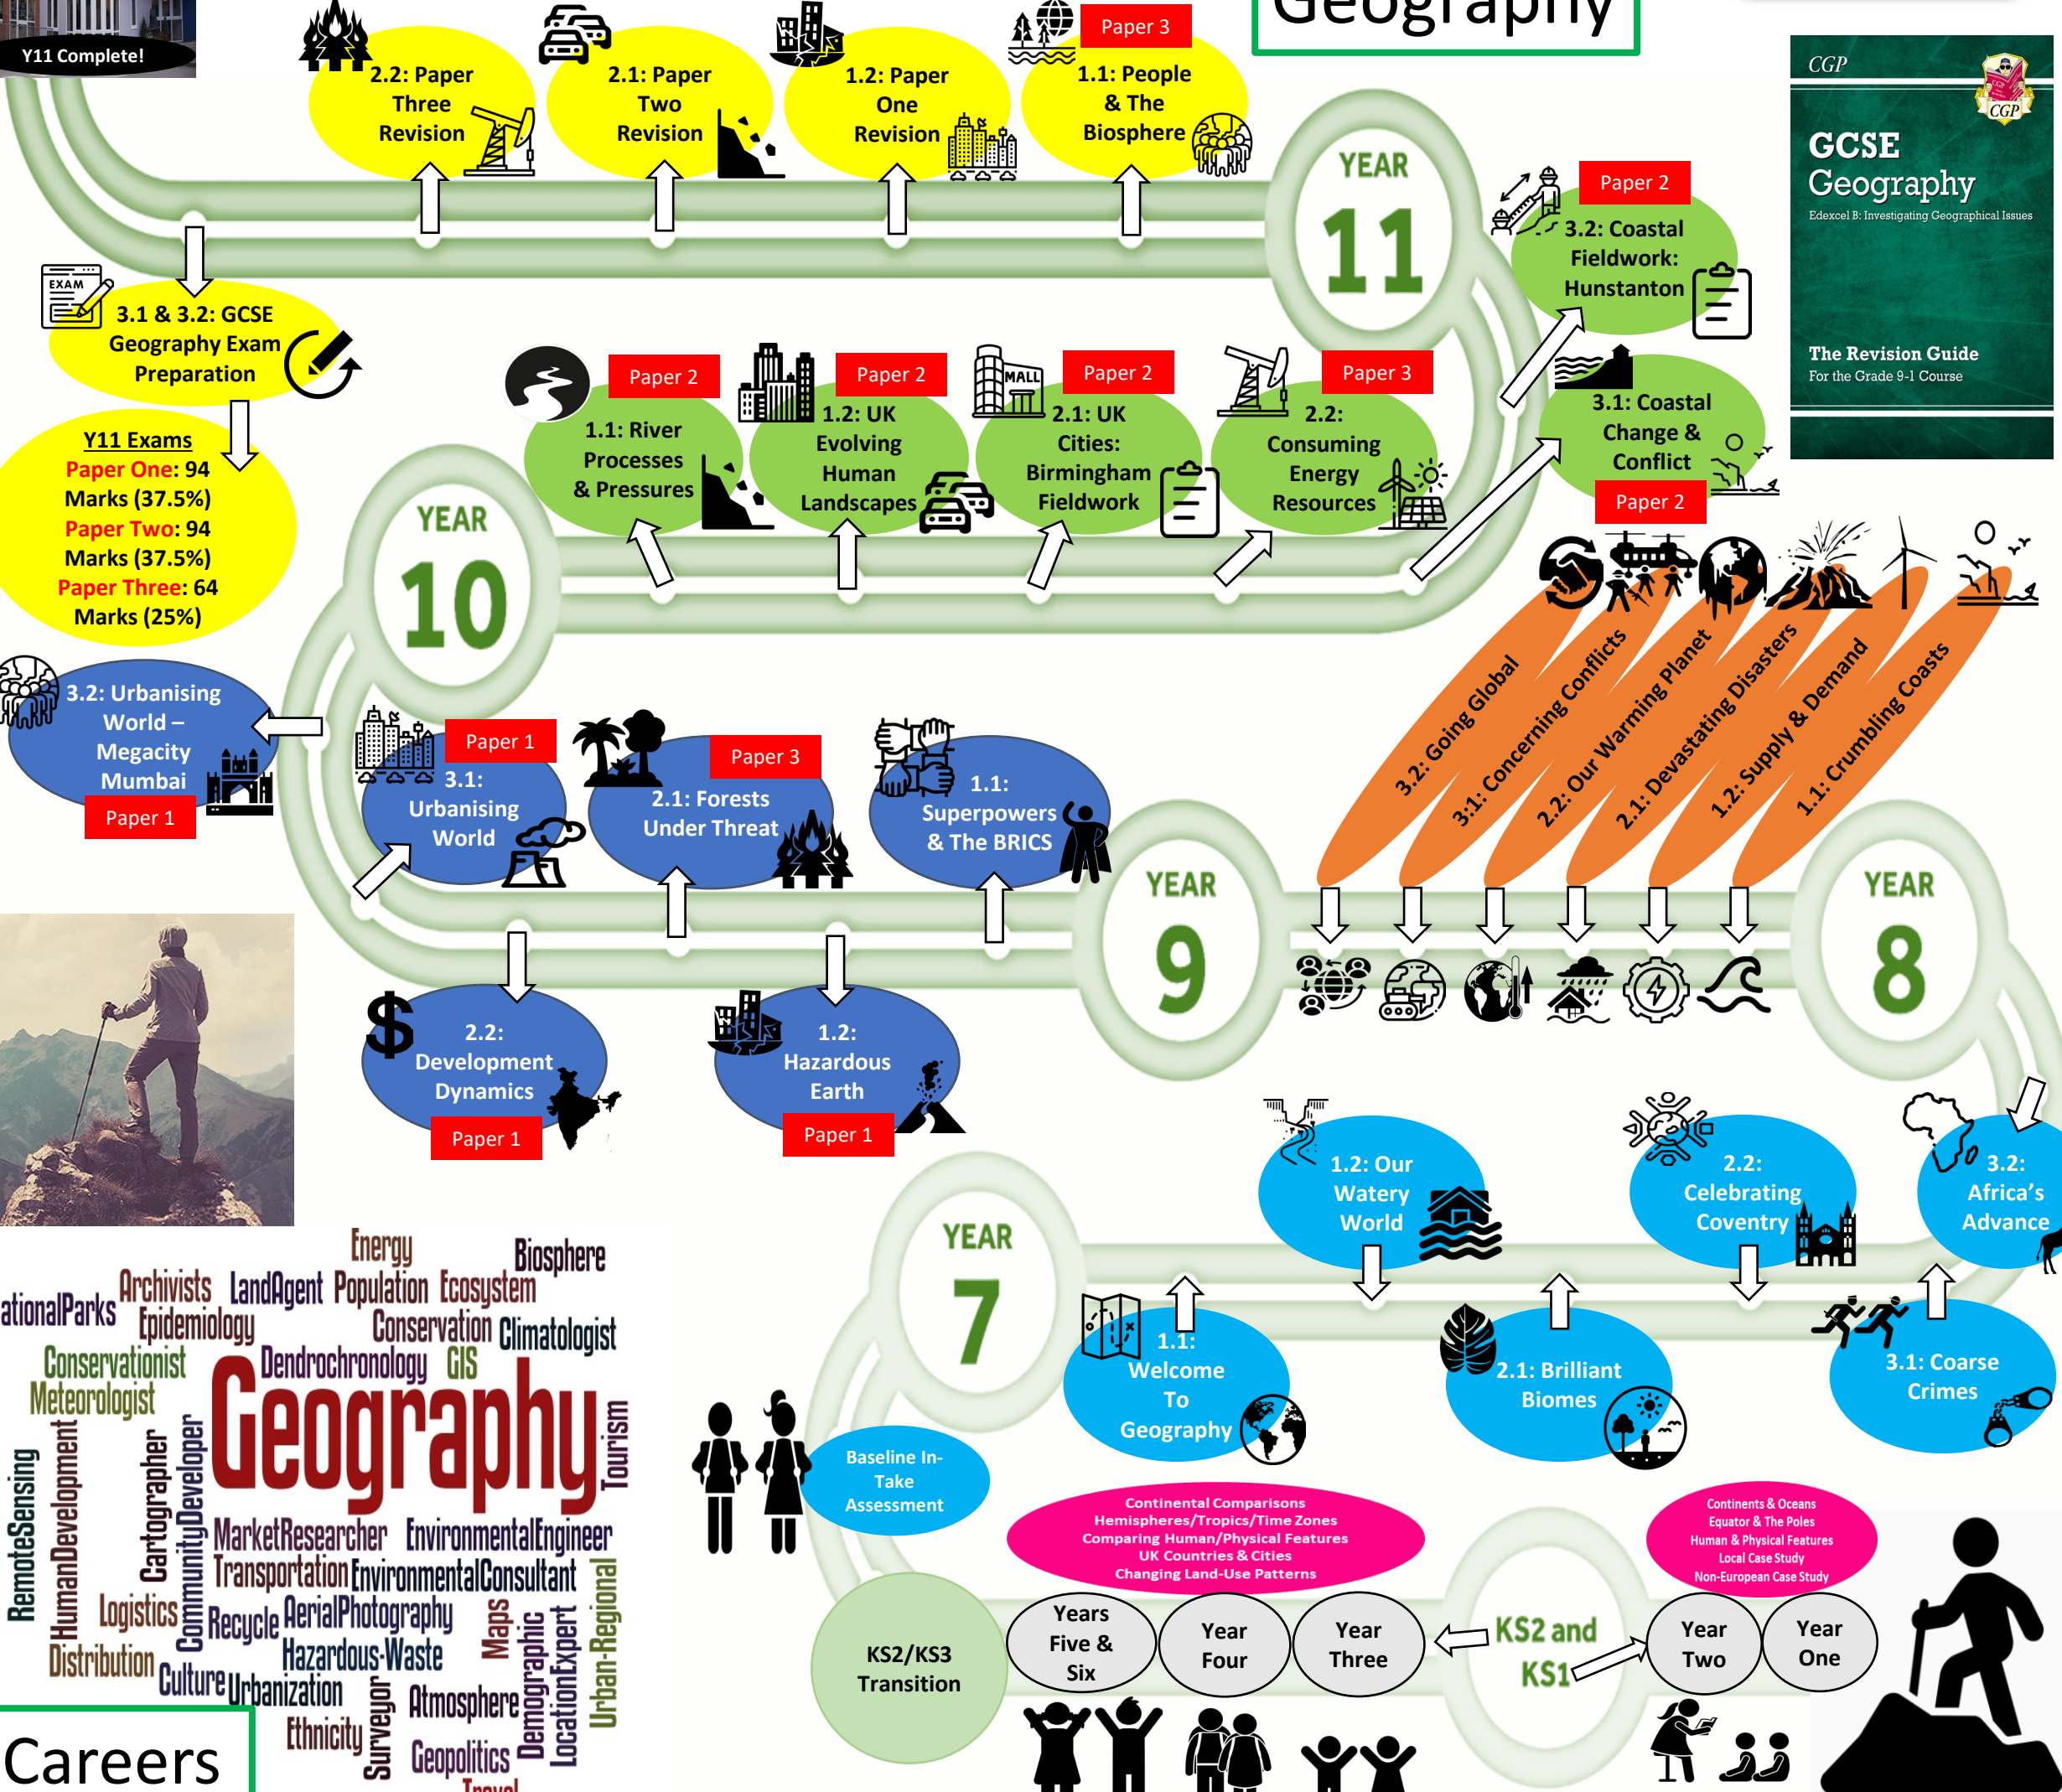 Geography
Y11 Complete!
2.2: Paper
Three
Revision
2.1: Paper
Two
Revision
1.2: Paper
One
Revision
Paper 3
1.1: People
& The
Biosphere
YEAR
11
Paper 2
3.2: Coastal
Fieldwork:
Hunstanton
CGP
CGP
GCSE
Geography
Edexcel B: Investigating Geographical Issues
The Revision Guide
For the Grade 9-1 Course
EXAM
3.1 & 3.2: GCSE
Geography Exam
Preparation
Y11 Exams
Paper One: 94
Marks (37.5%)
Paper Two: 94
Marks (37.5%)
Paper Three: 64
Marks (25%)
YEAR
10
Paper 2
1.1: River
Processes
& Pressures
Paper 2
1.2: UK
Evolving
Human
Landscapes
MALL
Paper 2
2.1: UK
Cities:
Birmingham
Fieldwork
Paper 3
2.2:
Consuming
Energy
Resources
3.1: Coastal
Change &
Conflict
Paper 2
3.2: Urbanising
World –
Megacity
Mumbai
Paper 1
Paper 1
3.1:
Urbanising
World
Paper 3
2.1: Forests
Under Threat
1.1:
Superpowers
& The BRICS
$
2.2:
Development
Dynamics
Paper 1
1.2:
Hazardous
Earth
Paper 1
YEAR
9
3.2: Going Global
3:1: Concerning Conflicts
2.2: Our Warming Planet
2.1: Devastating Disasters
1.2: Supply & Demand
1.1: Crumbling Coasts
YEAR
8
YEAR
7
1.2: Our
Watery
World
2.2:
Celebrating
Coventry
3.2:
Africa's
Advance
1.1:
Welcome
To
Geography
2.1: Brilliant
Biomes
3.1: Coarse
Crimes
Baseline In-
Take
Assessment
Continental Comparisons
Hemispheres/Tropics/Time Zones
Comparing Human/Physical Features
UK Countries & Cities
Changing Land-Use Patterns
Continents & Oceans
Equator & The Poles
Human & Physical Features
Local Case Study
Non-European Case Study
KS2/KS3
Transition
Years
Five &
Six
Year
Four
Year
Three
KS2 and
KS1
Year
Two
Year
One
Energy
Biosphere
Archivists
LandAgent
Population
Ecosystem
ationalParks
Epidemiology
Conservation
Climatologist
Conservationist
Dendrochronology
GIS
Meteorologist
Geography
Tourism
RemoteSensing
HumanDevelopment
Cartographer
CommunityDeveloper
MarketResearcher
EnvironmentalEngineer
Transportation
EnvironmentalConsultant
Logistics
Recycle
AerialPhotography
Maps
Demographic
LocationExpert
Urban-Regional
Distribution
Hazardous-Waste
Culture
Urbanization
Surveyor
Atmosphere
Ethnicity
Geopolitics
Travel
Careers